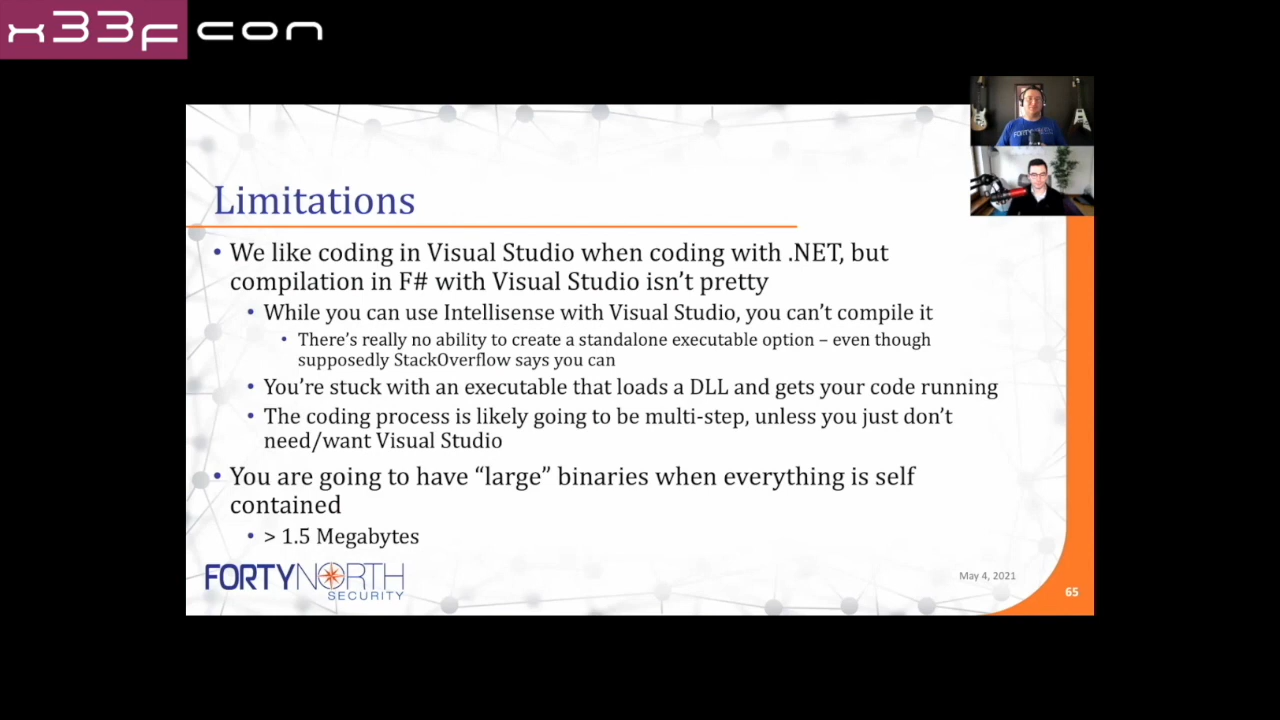 x33fcon
Limitations
• We like coding in Visual Studio when coding with .NET, but
compilation in F# with Visual Studio isn’t pretty
• While you can use Intellisense with Visual Studio, you can’t compile it
• There’s really no ability to create a standalone executable option – even though
supposedly StackOverflow says you can
• You’re stuck with an executable that loads a DLL and gets your code running
• The coding process is likely going to be multi-step, unless you just don’t
need/want Visual Studio
• You are going to have “large” binaries when everything is self
contained
• > 1.5 Megabytes
FORTYNORTH
SECURITY
May 4, 2021
65